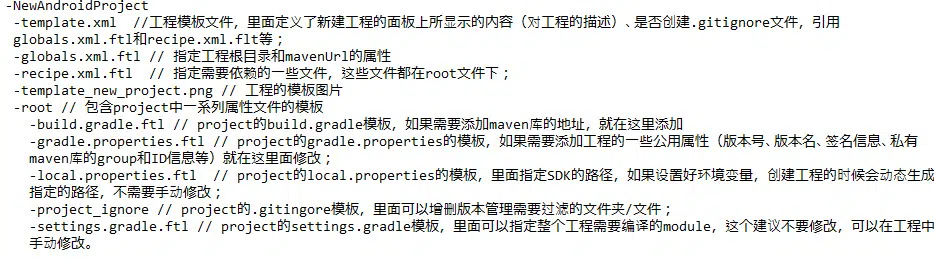 -NewAndroidProject
-template.xml  //工程模板文件，里面定义了新建工程的面板上所显示的内容（对工程的描述）、是否创建.gitignore文件，引用
globals.xml.ftl和recipe.xml.flt等；
-globals.xml.ftl // 指定工程根目录和mavenUrl的属性
-recipe.xml.ftl  // 指定需要依赖的一些文件，这些文件都在root文件下；
-template_new_project.png // 工程的模板图片
-root // 包含project中一系列属性文件的模板
-build.gradle.ftl // project的build.gradle模板，如果需要添加maven库的地址，就在这里添加
-gradle.properties.ftl // project的gradle.properties的模板，如果需要添加工程的一些公用属性（版本号、版本名、签名信息、私有
maven库的group和ID信息等）就在这里面修改；
-local.properties.ftl  // project的local.properties的模板，里面指定SDK的路径，如果设置好环境变量，创建工程的时候会动态生成
指定的路径，不需要手动修改；
-project_ignore // project的.gitingore模板，里面可以增删版本管理需要过滤的文件夹/文件；
-settings.gradle.ftl // project的settings.gradle模板，里面可以指定整个工程需要编译的module，这个建议不要修改，可以在工程中
手动修改。